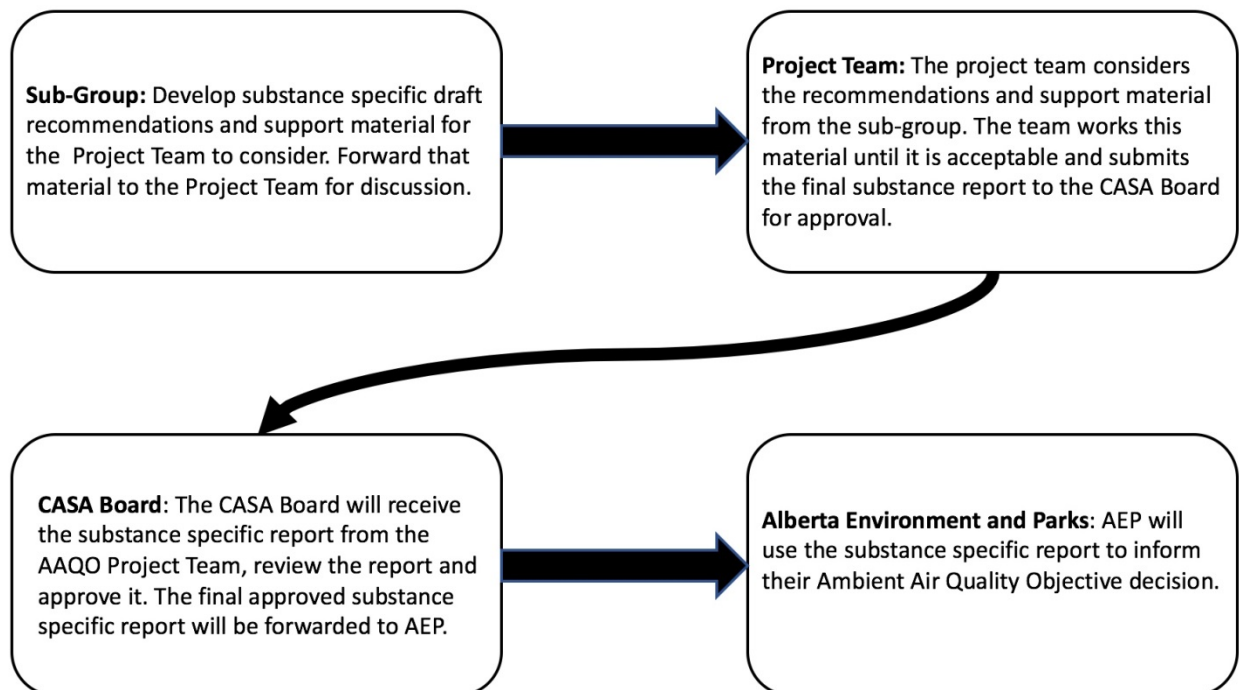 Sub-Group: Develop substance specific draft
recommendations and support material for
the Project Team to consider. Forward that
material to the Project Team for discussion.
Project Team: The project team considers
the recommendations and support material
from the sub-group. The team works this
material until it is acceptable and submits
the final substance report to the CASA Board
for approval.
CASA Board: The CASA Board will receive
the substance specific report from the
AAQO Project Team, review the report and
approve it. The final approved substance
specific report will be forwarded to AEP.
Alberta Environment and Parks: AEP will
use the substance specific report to inform
their Ambient Air Quality Objective decision.